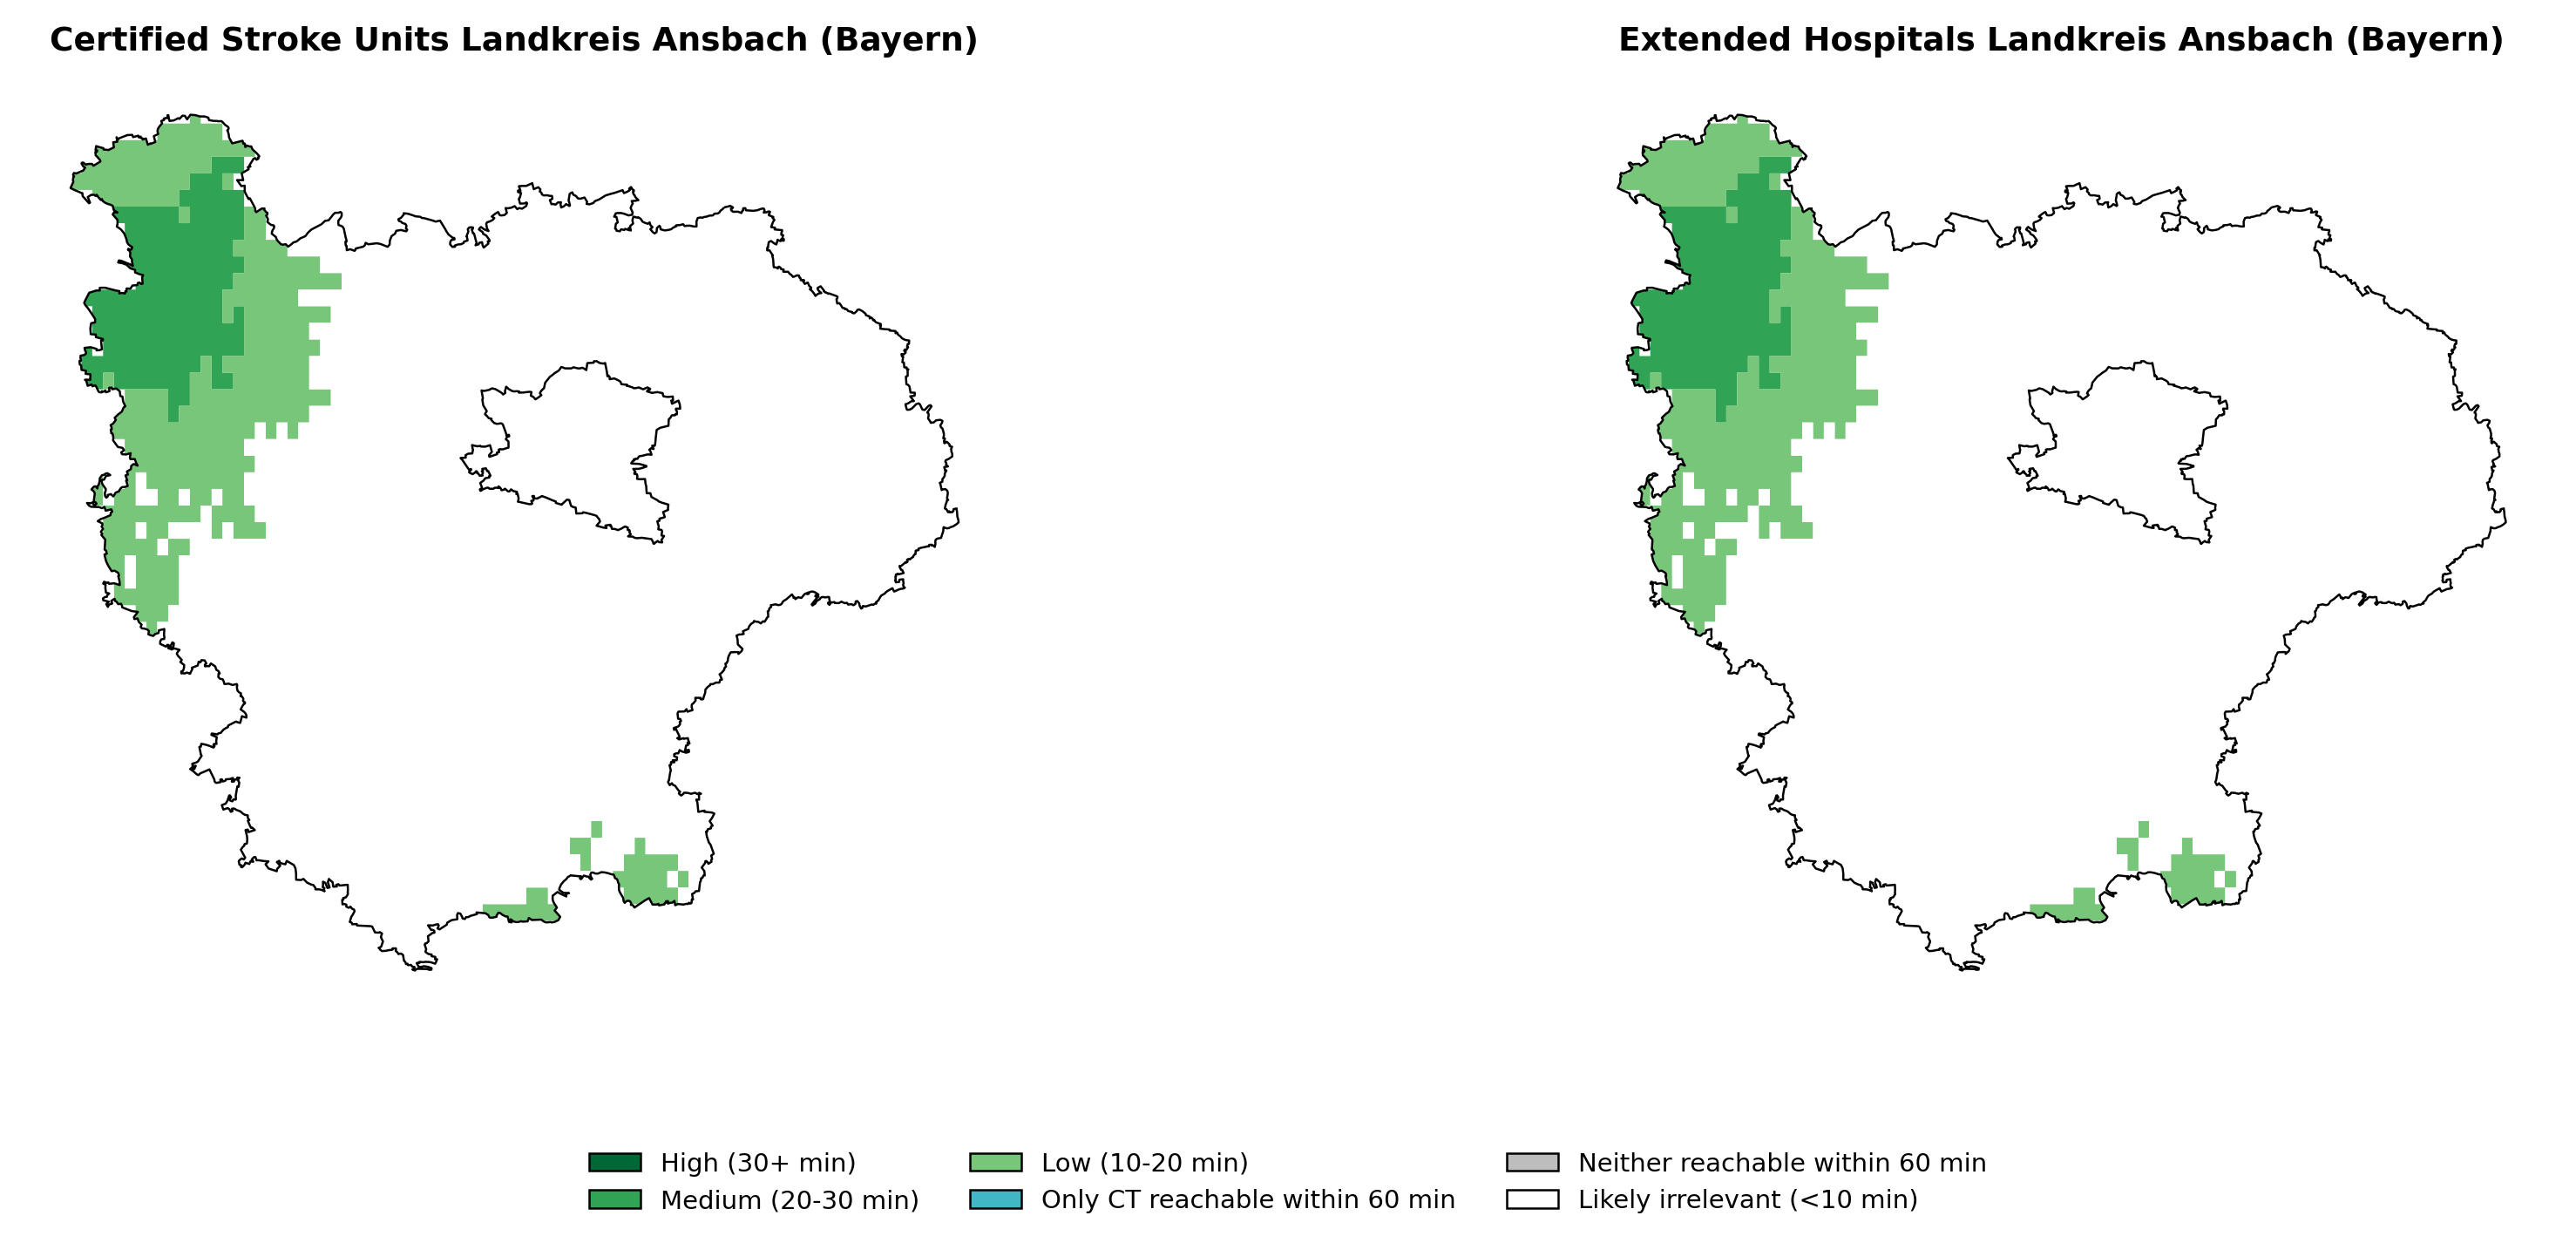 Certified Stroke Units Landkreis Ansbach (Bayern)
Extended Hospitals Landkreis Ansbach (Bayern)
High (30+ min)
Medium (20-30 min)
Low (10-20 min)
Only CT reachable within 60 min
Neither reachable within 60 min
Likely irrelevant (<10 min)